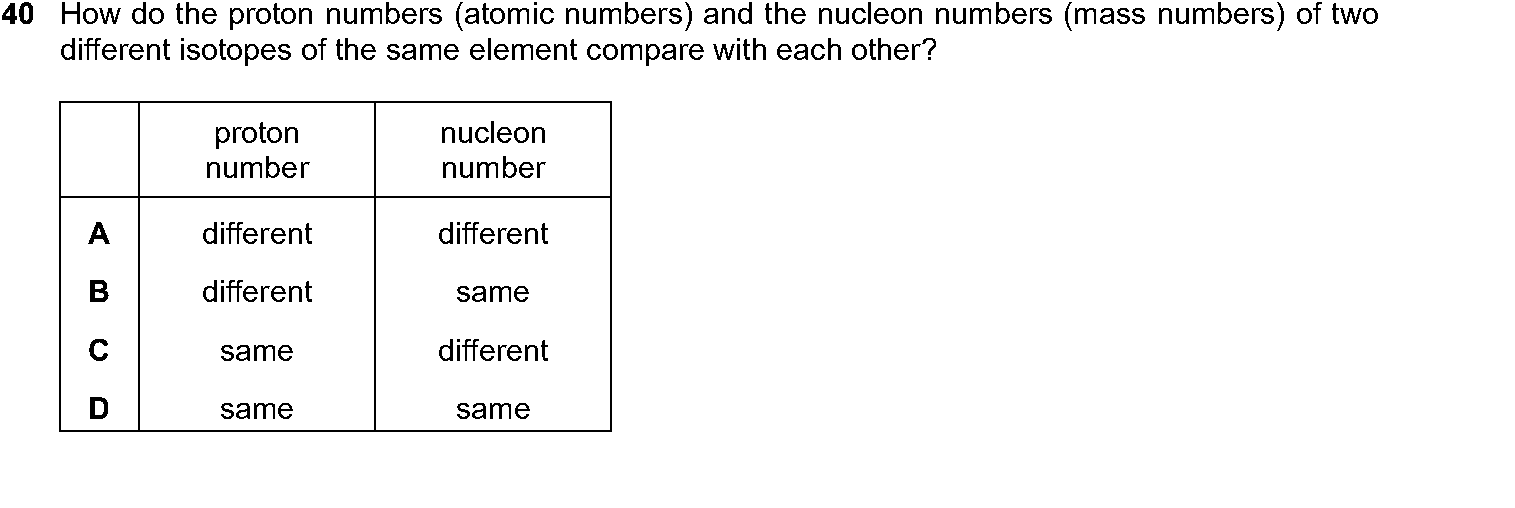 40 How do the proton numbers (atomic numbers) and the nucleon numbers (mass numbers) of two
different isotopes of the same element compare with each other?
proton number nucleon number
A different different
B different same
C same different
D same same